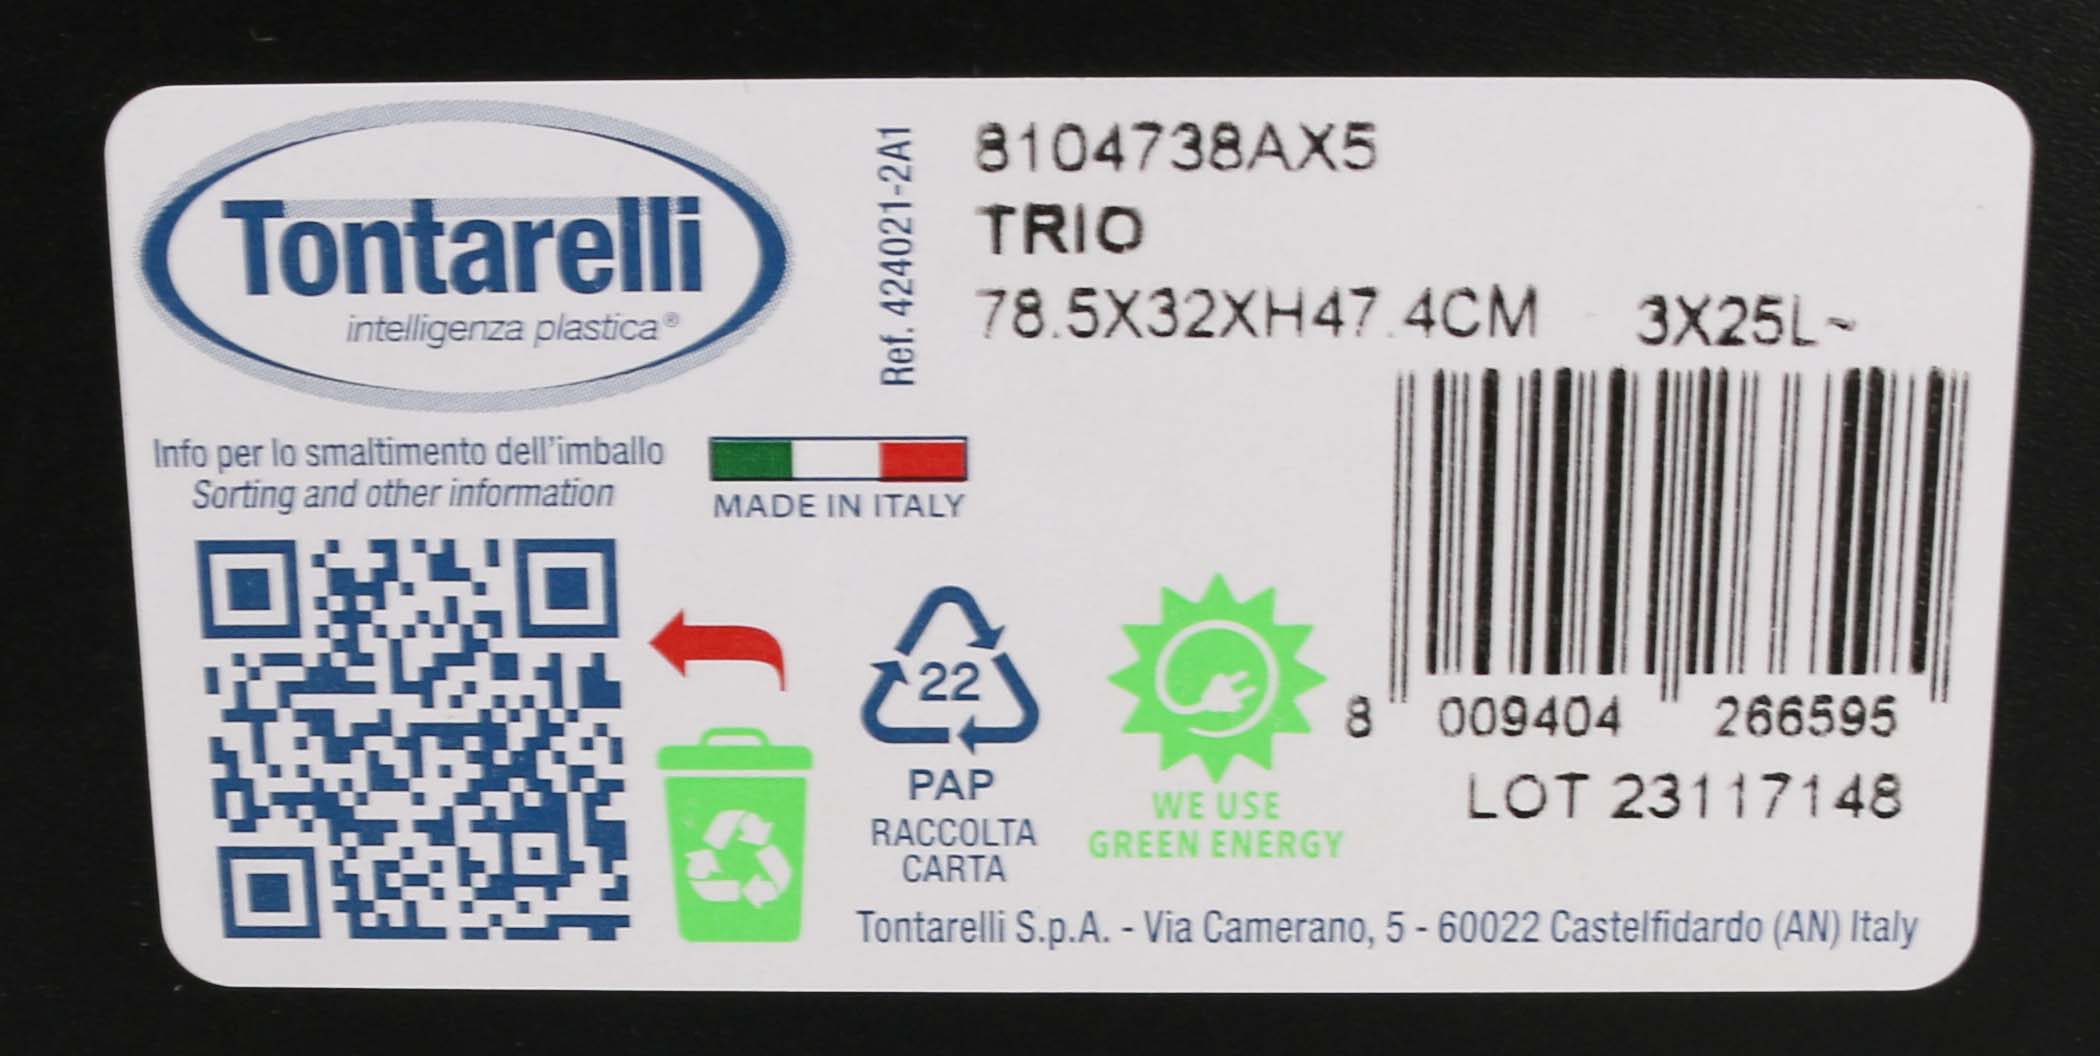 Tontarelli
intelligenza plastica®
Ref. 424021-2A1
8104738AX5
TRIO
78.5X32XH47.4CM 3X25L~
Info per lo smaltimento dell'imballo
Sorting and other information
MADE IN ITALY
22
PAP
RACCOLTA
CARTA
WE USE
GREEN ENERGY
8 009404 266595
LOT 23117148
Tontarelli S.p.A. - Via Camerano, 5 - 60022 Castelfidardo (AN) Italy